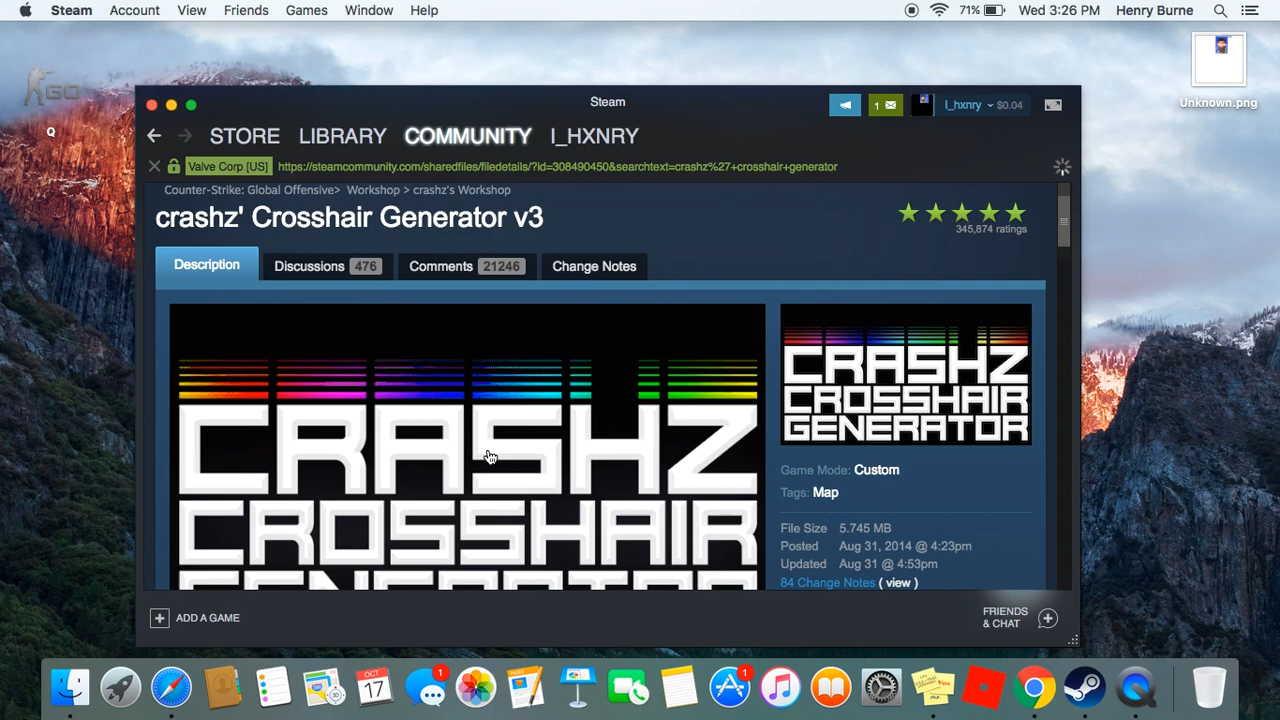 Steam Account View Friends Games Window Help 71% Wed 3:26 PM Henry Burne
Unknown.png
GO
Q
Steam
1 l_hxnry $0.04
STORE LIBRARY COMMUNITY I_HXNRY
Valve Corp [US] https://steamcommunity.com/sharedfiles/filedetails/?id=308490450&searchtext=crashz%27+crosshair+generator
Counter-Strike: Global Offensive> Workshop > crashz's Workshop
crashz' Crosshair Generator v3
345,874 ratings
Description Discussions 476 Comments 21246 Change Notes
CRASHZ
CROSSHAIR
GENERATOR
CRASHZ
CROSSHAIR
GENERATOR
Game Mode: Custom
Tags: Map
File Size 5.745 MB
Posted Aug 31, 2014 @ 4:23pm
Updated Aug 31 @ 4:53pm
84 Change Notes ( view )
+ ADD A GAME
FRIENDS
& CHAT +
OCT
17
1
1